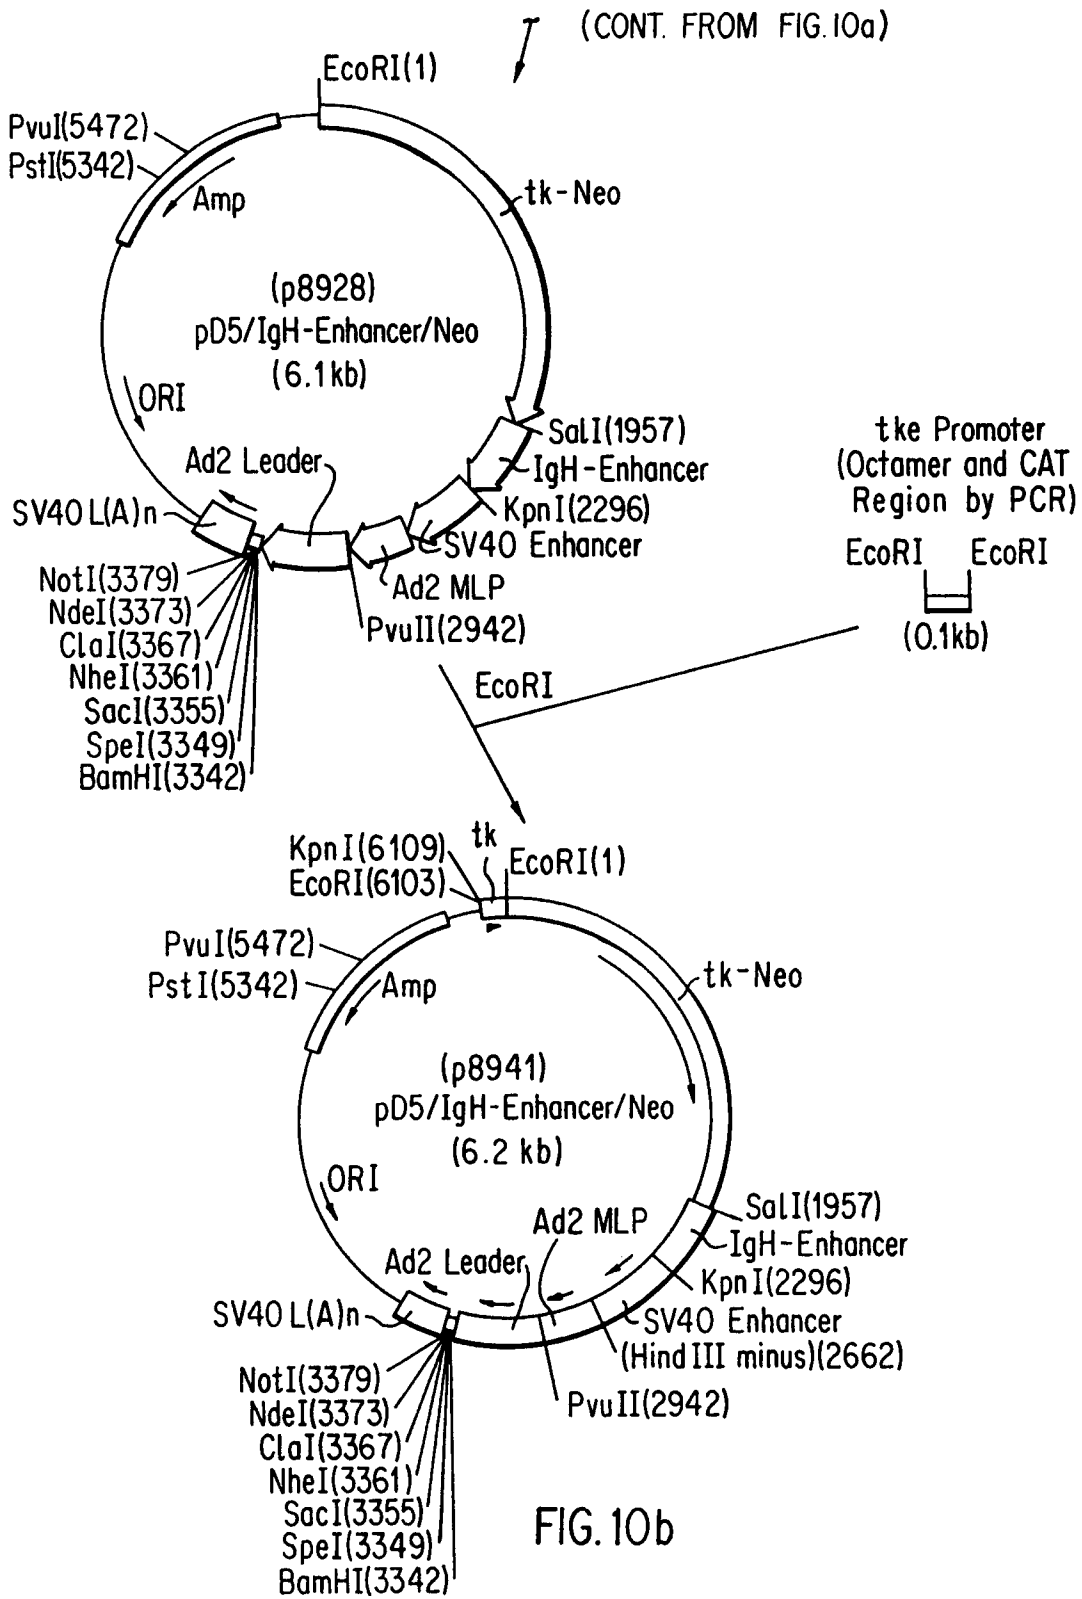 (CONT. FROM FIG. 10a)
EcoRI(1)
PvuI(5472)
PstI(5342)
Amp
tk-Neo
(p8928)
pD5/IgH-Enhancer/Neo
(6.1kb)
ORI
Ad2 Leader
SV40 L(A)n
SalI(1957)
IgH-Enhancer
KpnI(2296)
SV40 Enhancer
Ad2 MLP
PvuII(2942)
NotI(3379)
NdeI(3373)
ClaI(3367)
NheI(3361)
SacI(3355)
SpeI(3349)
BamHI(3342)
tke Promoter
(Octamer and CAT
Region by PCR)
EcoRI EcoRI
(0.1kb)
EcoRI
KpnI(6109)
tk
EcoRI(1)
EcoRI(6103)
PvuI(5472)
PstI(5342)
Amp
tk-Neo
(p8941)
pD5/IgH-Enhancer/Neo
(6.2 kb)
ORI
Ad2 MLP
Ad2 Leader
SV40 L(A)n
SalI(1957)
IgH-Enhancer
KpnI(2296)
SV40 Enhancer
(Hind III minus)(2662)
PvuII(2942)
NotI(3379)
NdeI(3373)
ClaI(3367)
NheI(3361)
SacI(3355)
SpeI(3349)
BamHI(3342)
FIG. 10b